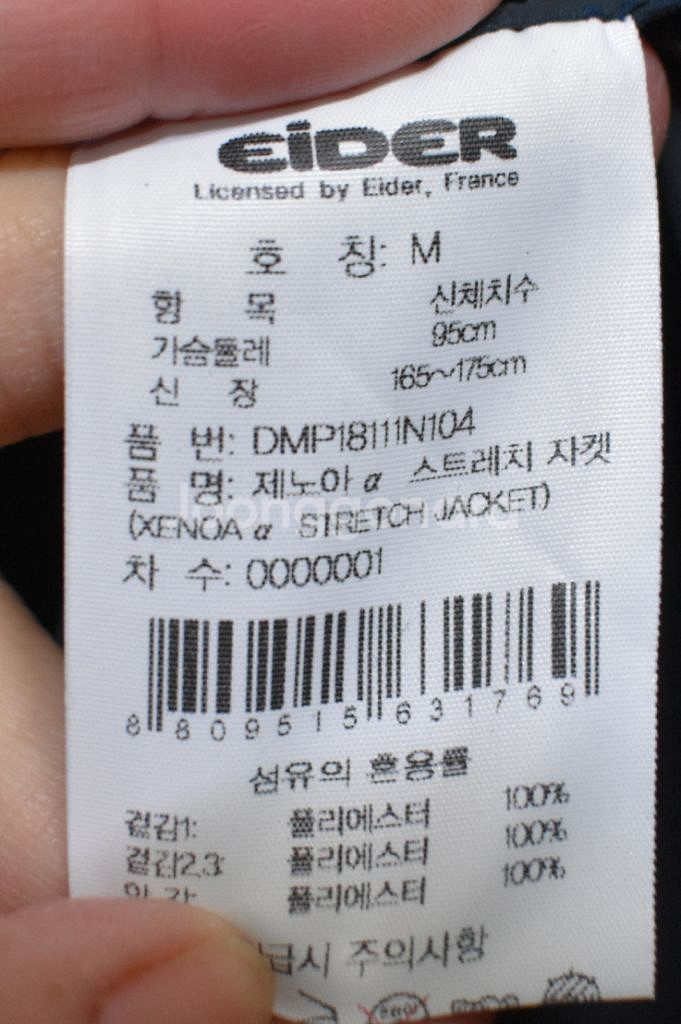 EiDER
Licensed by Eider, France
호 칭: M
항 목 신체치수
가슴둘레 95cm
신 장 165~175cm
품 번: DMP18111N104
품 명: 제노아 α 스트레치 자켓
(XENOA α STRETCH JACKET)
차 수: 0000001
8809515631769
섬유의 혼용률
겉감1: 폴리에스터 100%
겉감2,3: 폴리에스터 100%
폴리에스터 100%
급시 주의사항